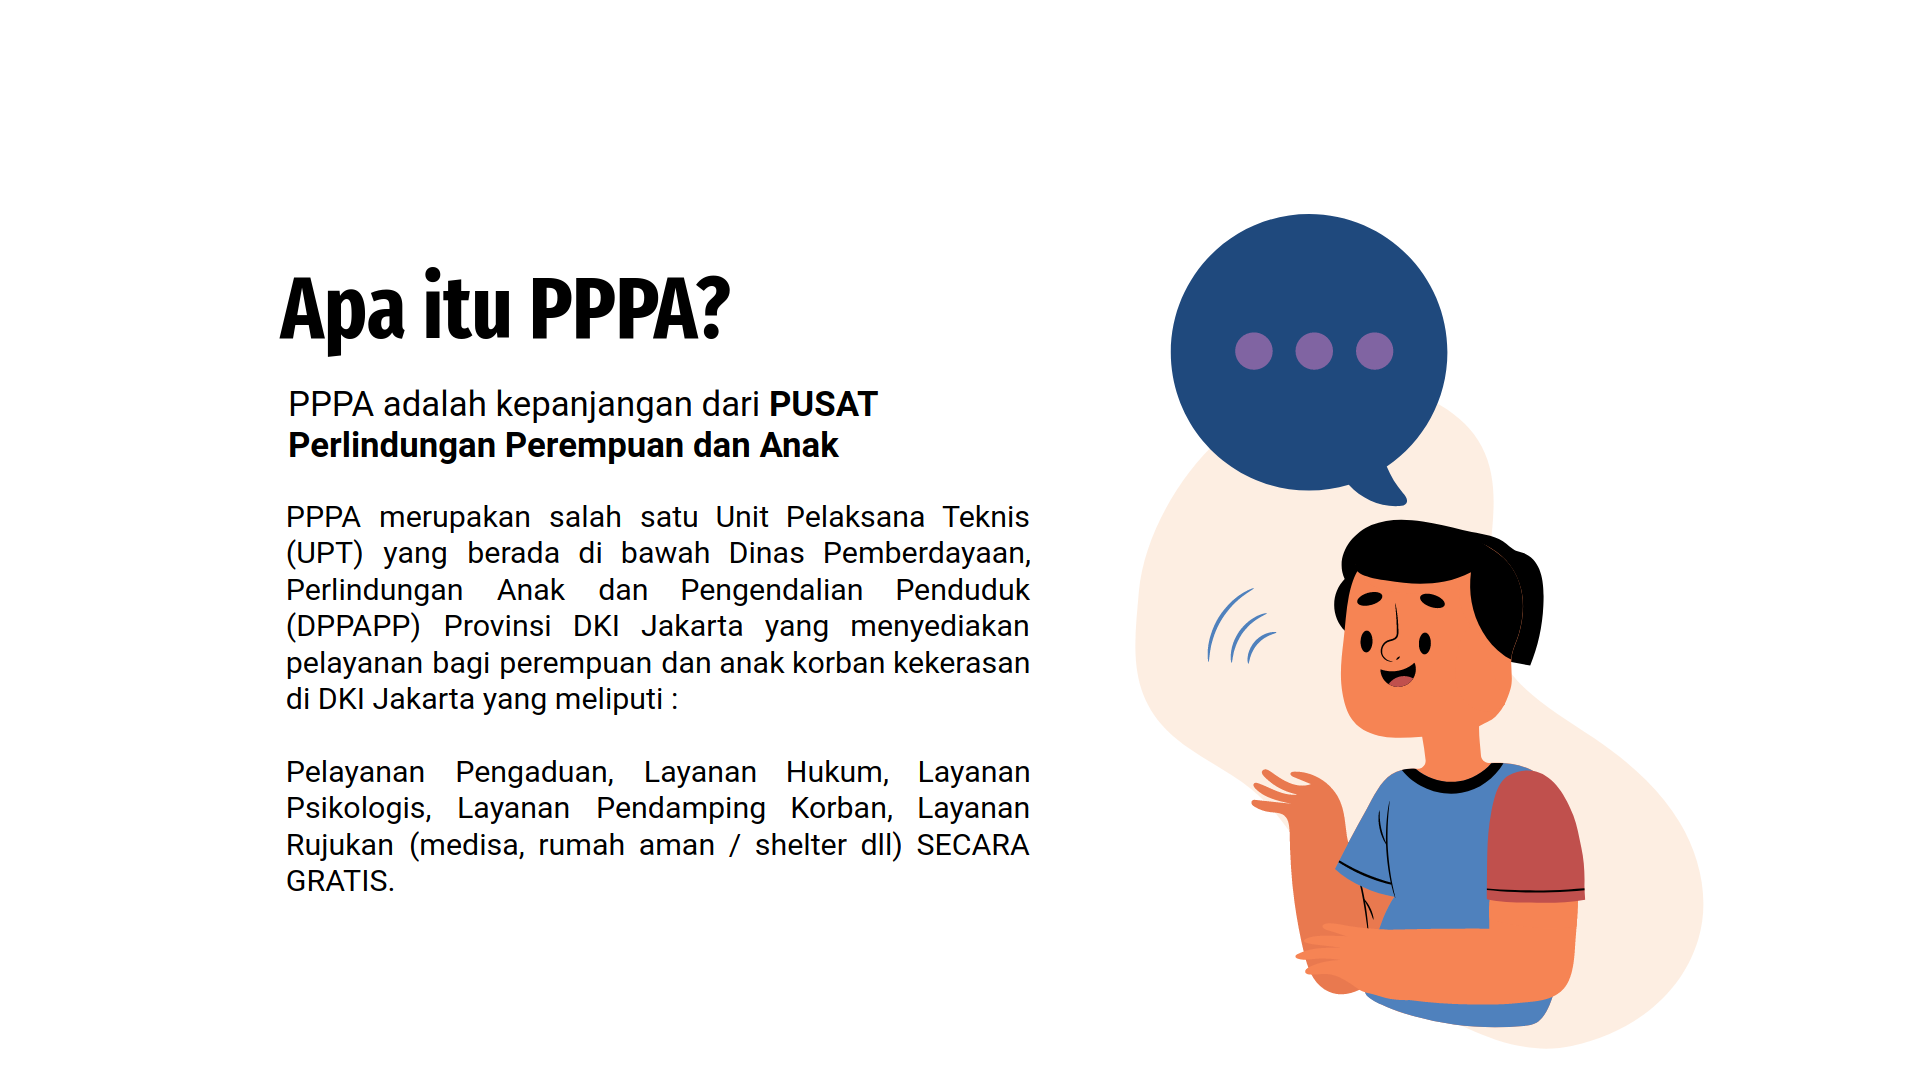 Apa itu PPPA?
PPPA adalah kepanjangan dari PUSAT
Perlindungan Perempuan dan Anak
PPPA merupakan salah satu Unit Pelaksana Teknis
(UPT) yang berada di bawah Dinas Pemberdayaan,
Perlindungan Anak dan Pengendalian Penduduk
(DPPAPP) Provinsi DKI Jakarta yang menyediakan
pelayanan bagi perempuan dan anak korban kekerasan
di DKI Jakarta yang meliputi :
Pelayanan Pengaduan, Layanan Hukum, Layanan
Psikologis, Layanan Pendamping Korban, Layanan
Rujukan (medisa, rumah aman / shelter dll) SECARA
GRATIS.